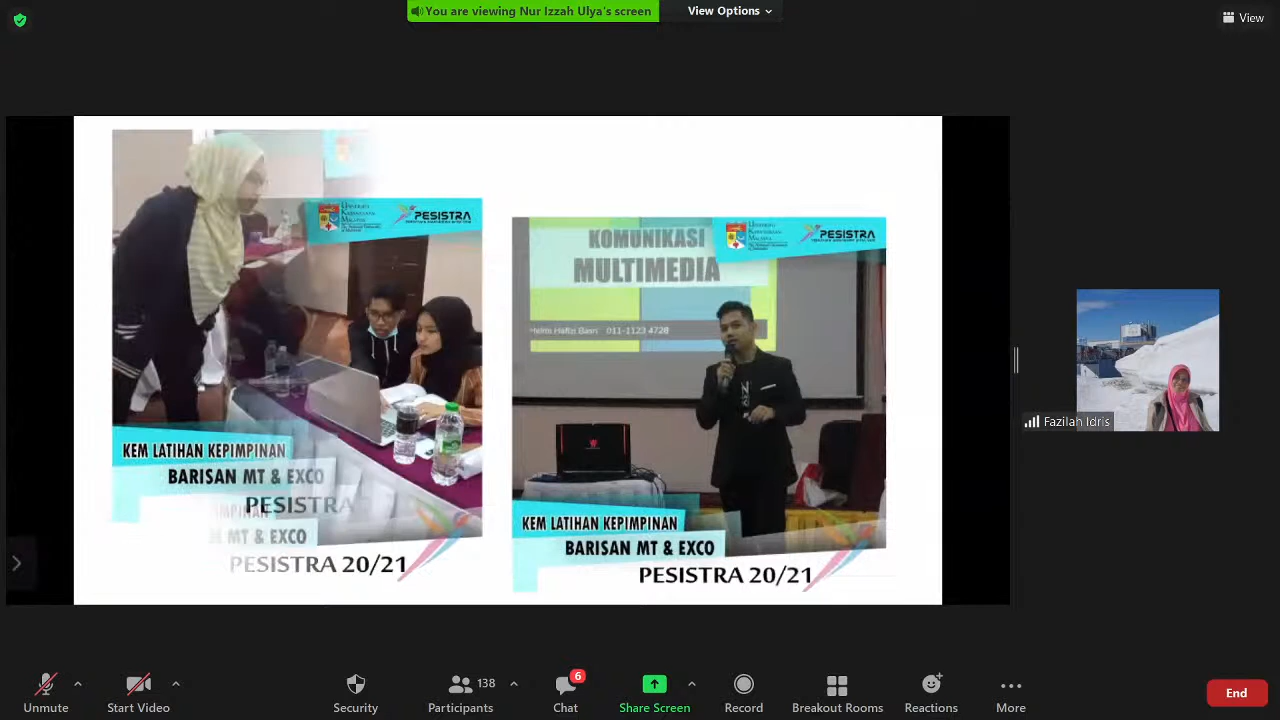 You are viewing Nur Izzah Ulya's screen
View Options
View
PESISTRA
KEM LATIHAN KEPIMPINAN
BARISAN MT & EXCO
PESISTRA
MT & EXCO
PESISTRA 20/21
KOMUNIKASI
MULTIMEDIA
Hafizi Basri 011-1123 4728
PESISTRA
KEM LATIHAN KEPIMPINAN
BARISAN MT & EXCO
PESISTRA 20/21
Fazilah Idris
Unmute
Start Video
Security
138
Participants
6
Chat
Share Screen
Record
Breakout Rooms
Reactions
More
End